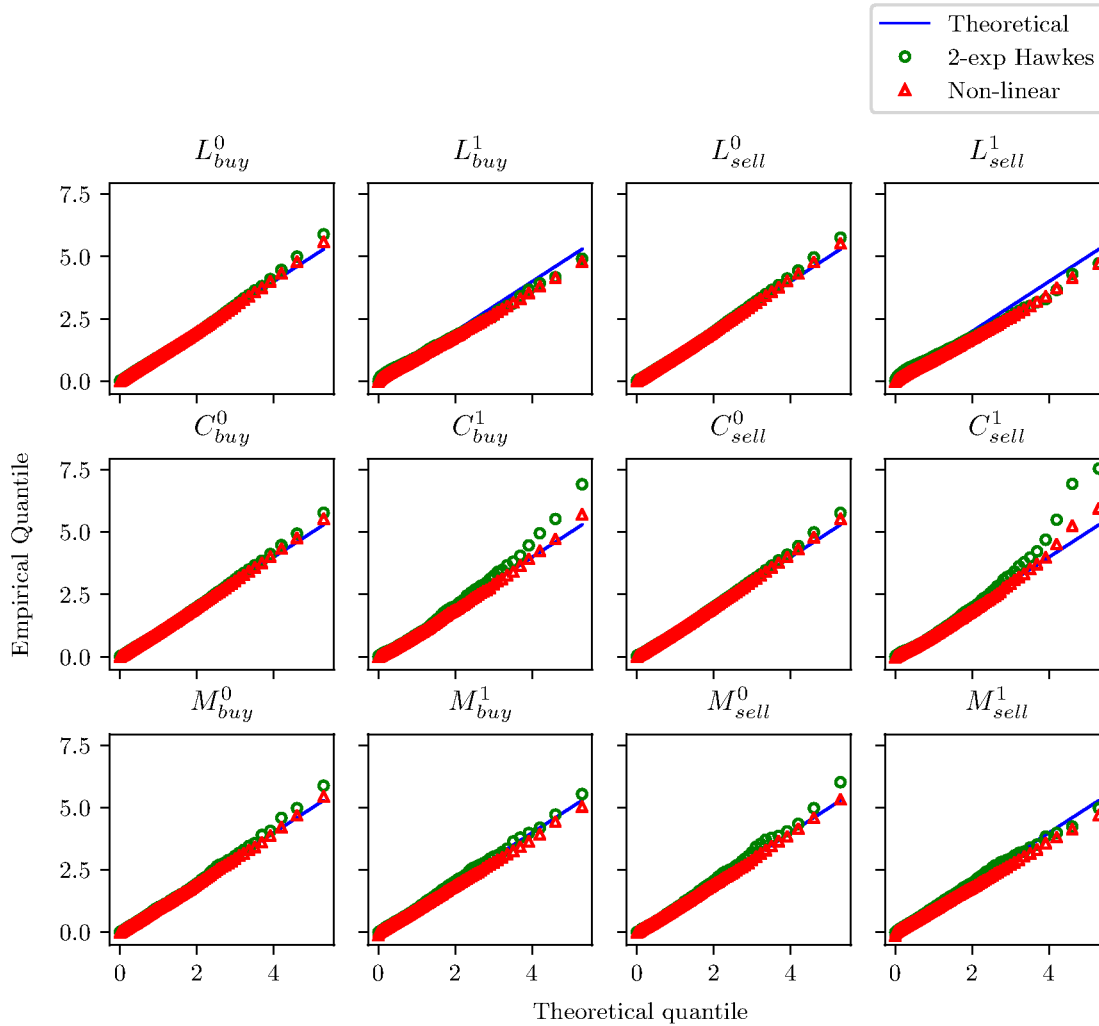 Theoretical
2-exp Hawkes
Non-linear
L^0_{buy} L^1_{buy} L^0_{sell} L^1_{sell}
7.5
5.0
2.5
0.0
C^0_{buy} C^1_{buy} C^0_{sell} C^1_{sell}
7.5
5.0
2.5
0.0
Empirical Quantile
M^0_{buy} M^1_{buy} M^0_{sell} M^1_{sell}
7.5
5.0
2.5
0.0
0 2 4 0 2 4 0 2 4 0 2 4
Theoretical quantile